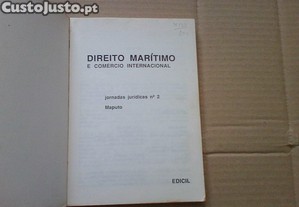 CustoJusto.pt
DIREITO MARÍTIMO
E COMÉRCIO INTERNACIONAL
jornadas jurídicas nº 2
Maputo
EDICIL